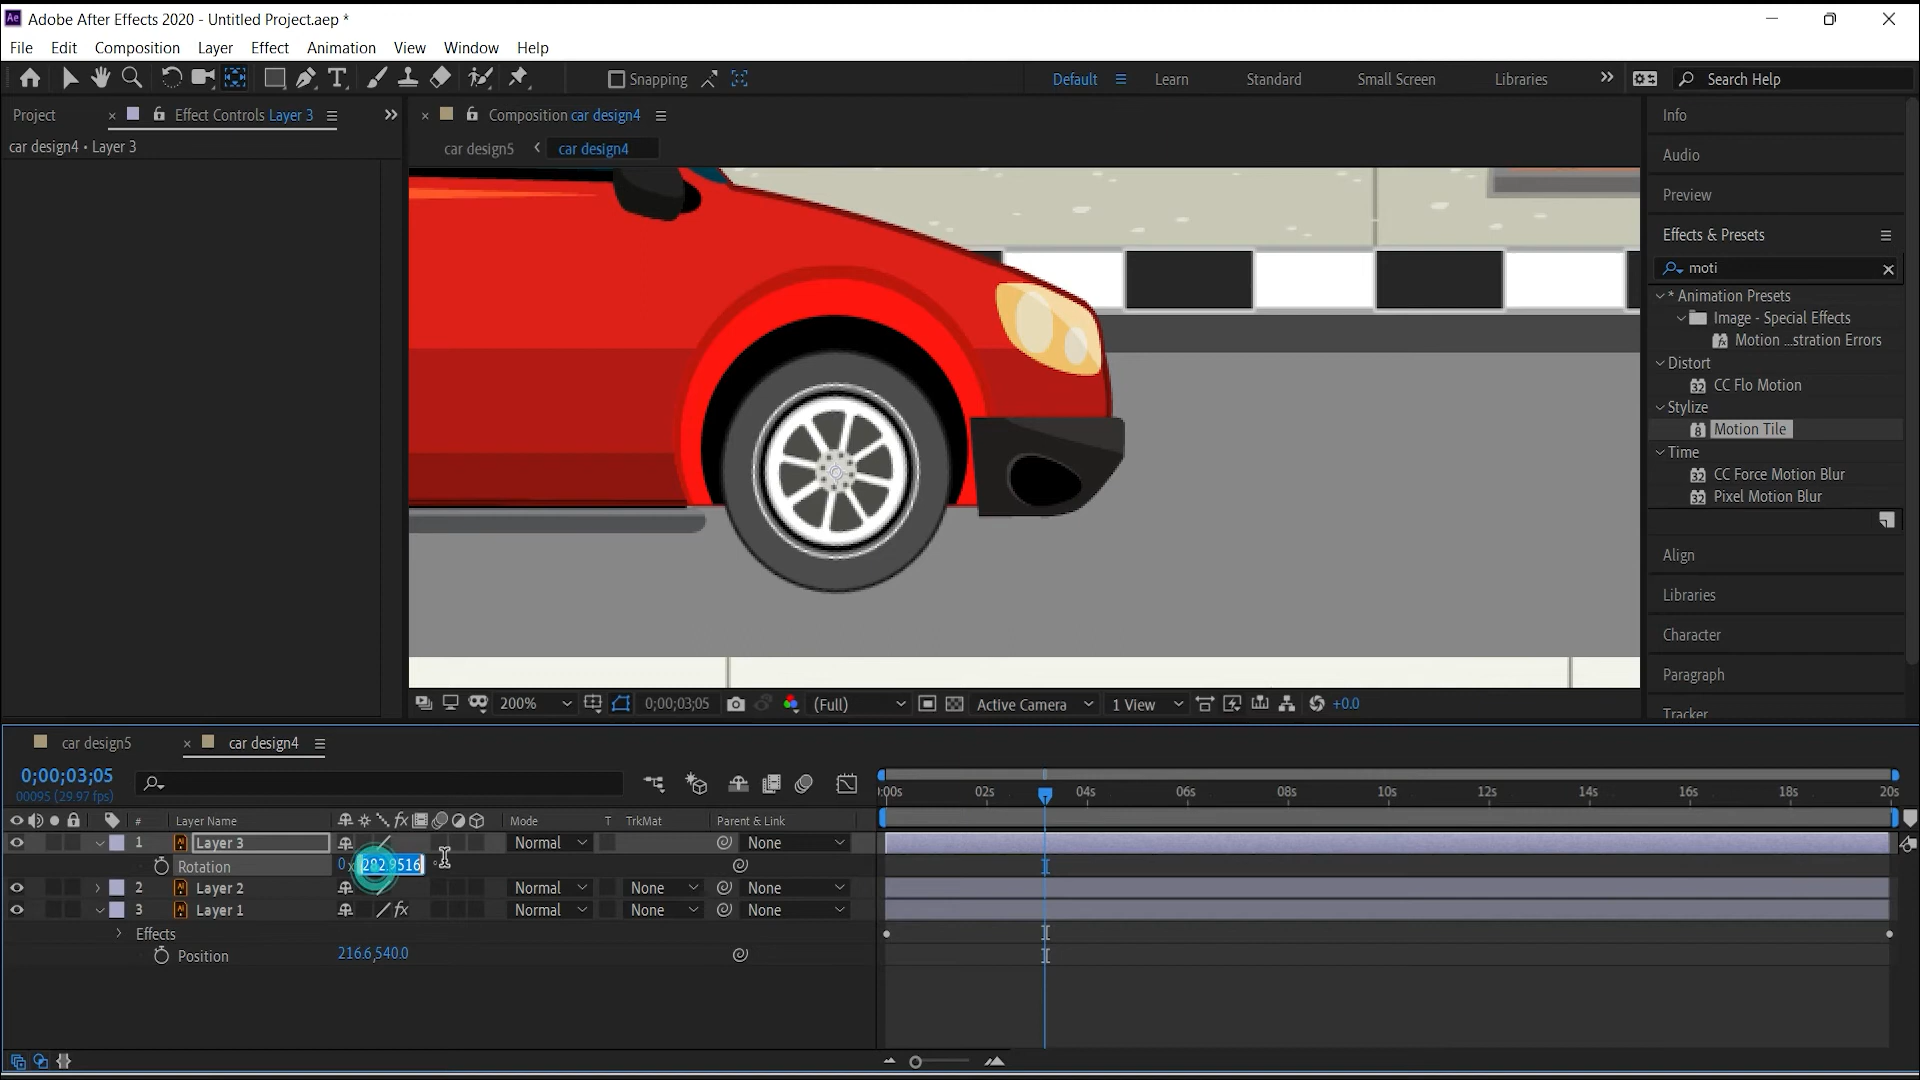 Ae Adobe After Effects 2020 - Untitled Project.aep *
File Edit Composition Layer Effect Animation View Window Help
Snapping Default Learn Standard Small Screen Libraries Search Help
Project Effect Controls Layer 3
car design4 • Layer 3
Composition car design4
car design5 car design4
Info
Audio
Preview
Effects & Presets
moti
* Animation Presets
Image - Special Effects
Motion ...stration Errors
Distort
CC Flo Motion
Stylize
Motion Tile
Time
CC Force Motion Blur
Pixel Motion Blur
Align
Libraries
Character
Paragraph
Tracker
200% 0;00;03;05 (Full) Active Camera 1 View +0.0
car design5 car design4
0;00;03;05
00095 (29.97 fps)
:00s 02s 04s 06s 08s 10s 12s 14s 16s 18s 20s
# Layer Name Mode T TrkMat Parent & Link
1 Layer 3 Normal None
Rotation 0x 292.9516
2 Layer 2 Normal None None
3 Layer 1 Normal None None
Effects
Position 216.6,540.0